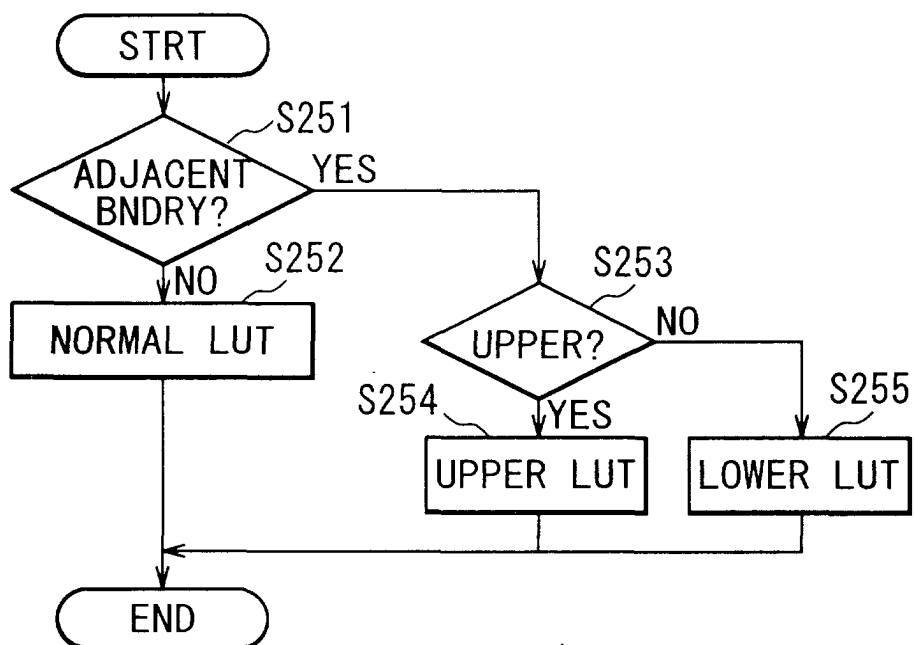 STRT
S251
ADJACENT
BNDRY?
YES
S252
NO
NORMAL LUT
S253
UPPER?
NO
S254
YES
UPPER LUT
S255
LOWER LUT
END